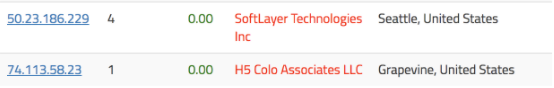 50.23.186.229 4 0.00 SoftLayer Technologies Seattle, United States
Inc
74.113.58.23 1 0.00 H5 Colo Associates LLC Grapevine, United States